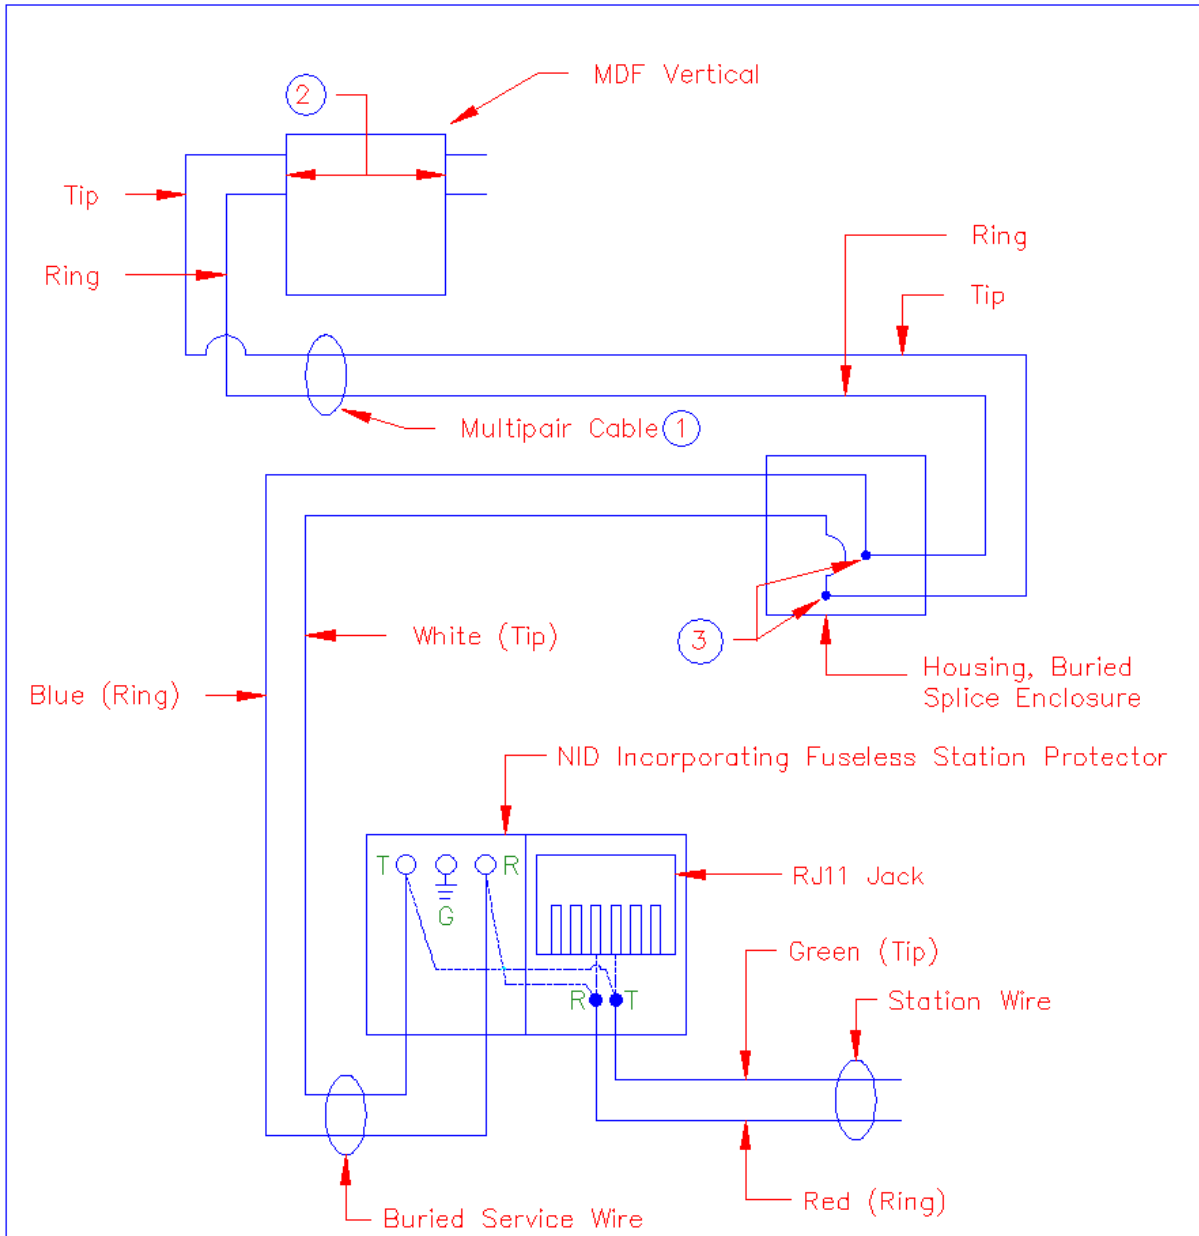 MDF Vertical
2
Tip
Ring
Ring
Tip
Multipair Cable 1
White (Tip)
3
Blue (Ring)
Housing, Buried
Splice Enclosure
NID Incorporating Fuseless Station Protector
T
R
G
RJ11 Jack
Green (Tip)
R
T
Station Wire
Red (Ring)
Buried Service Wire